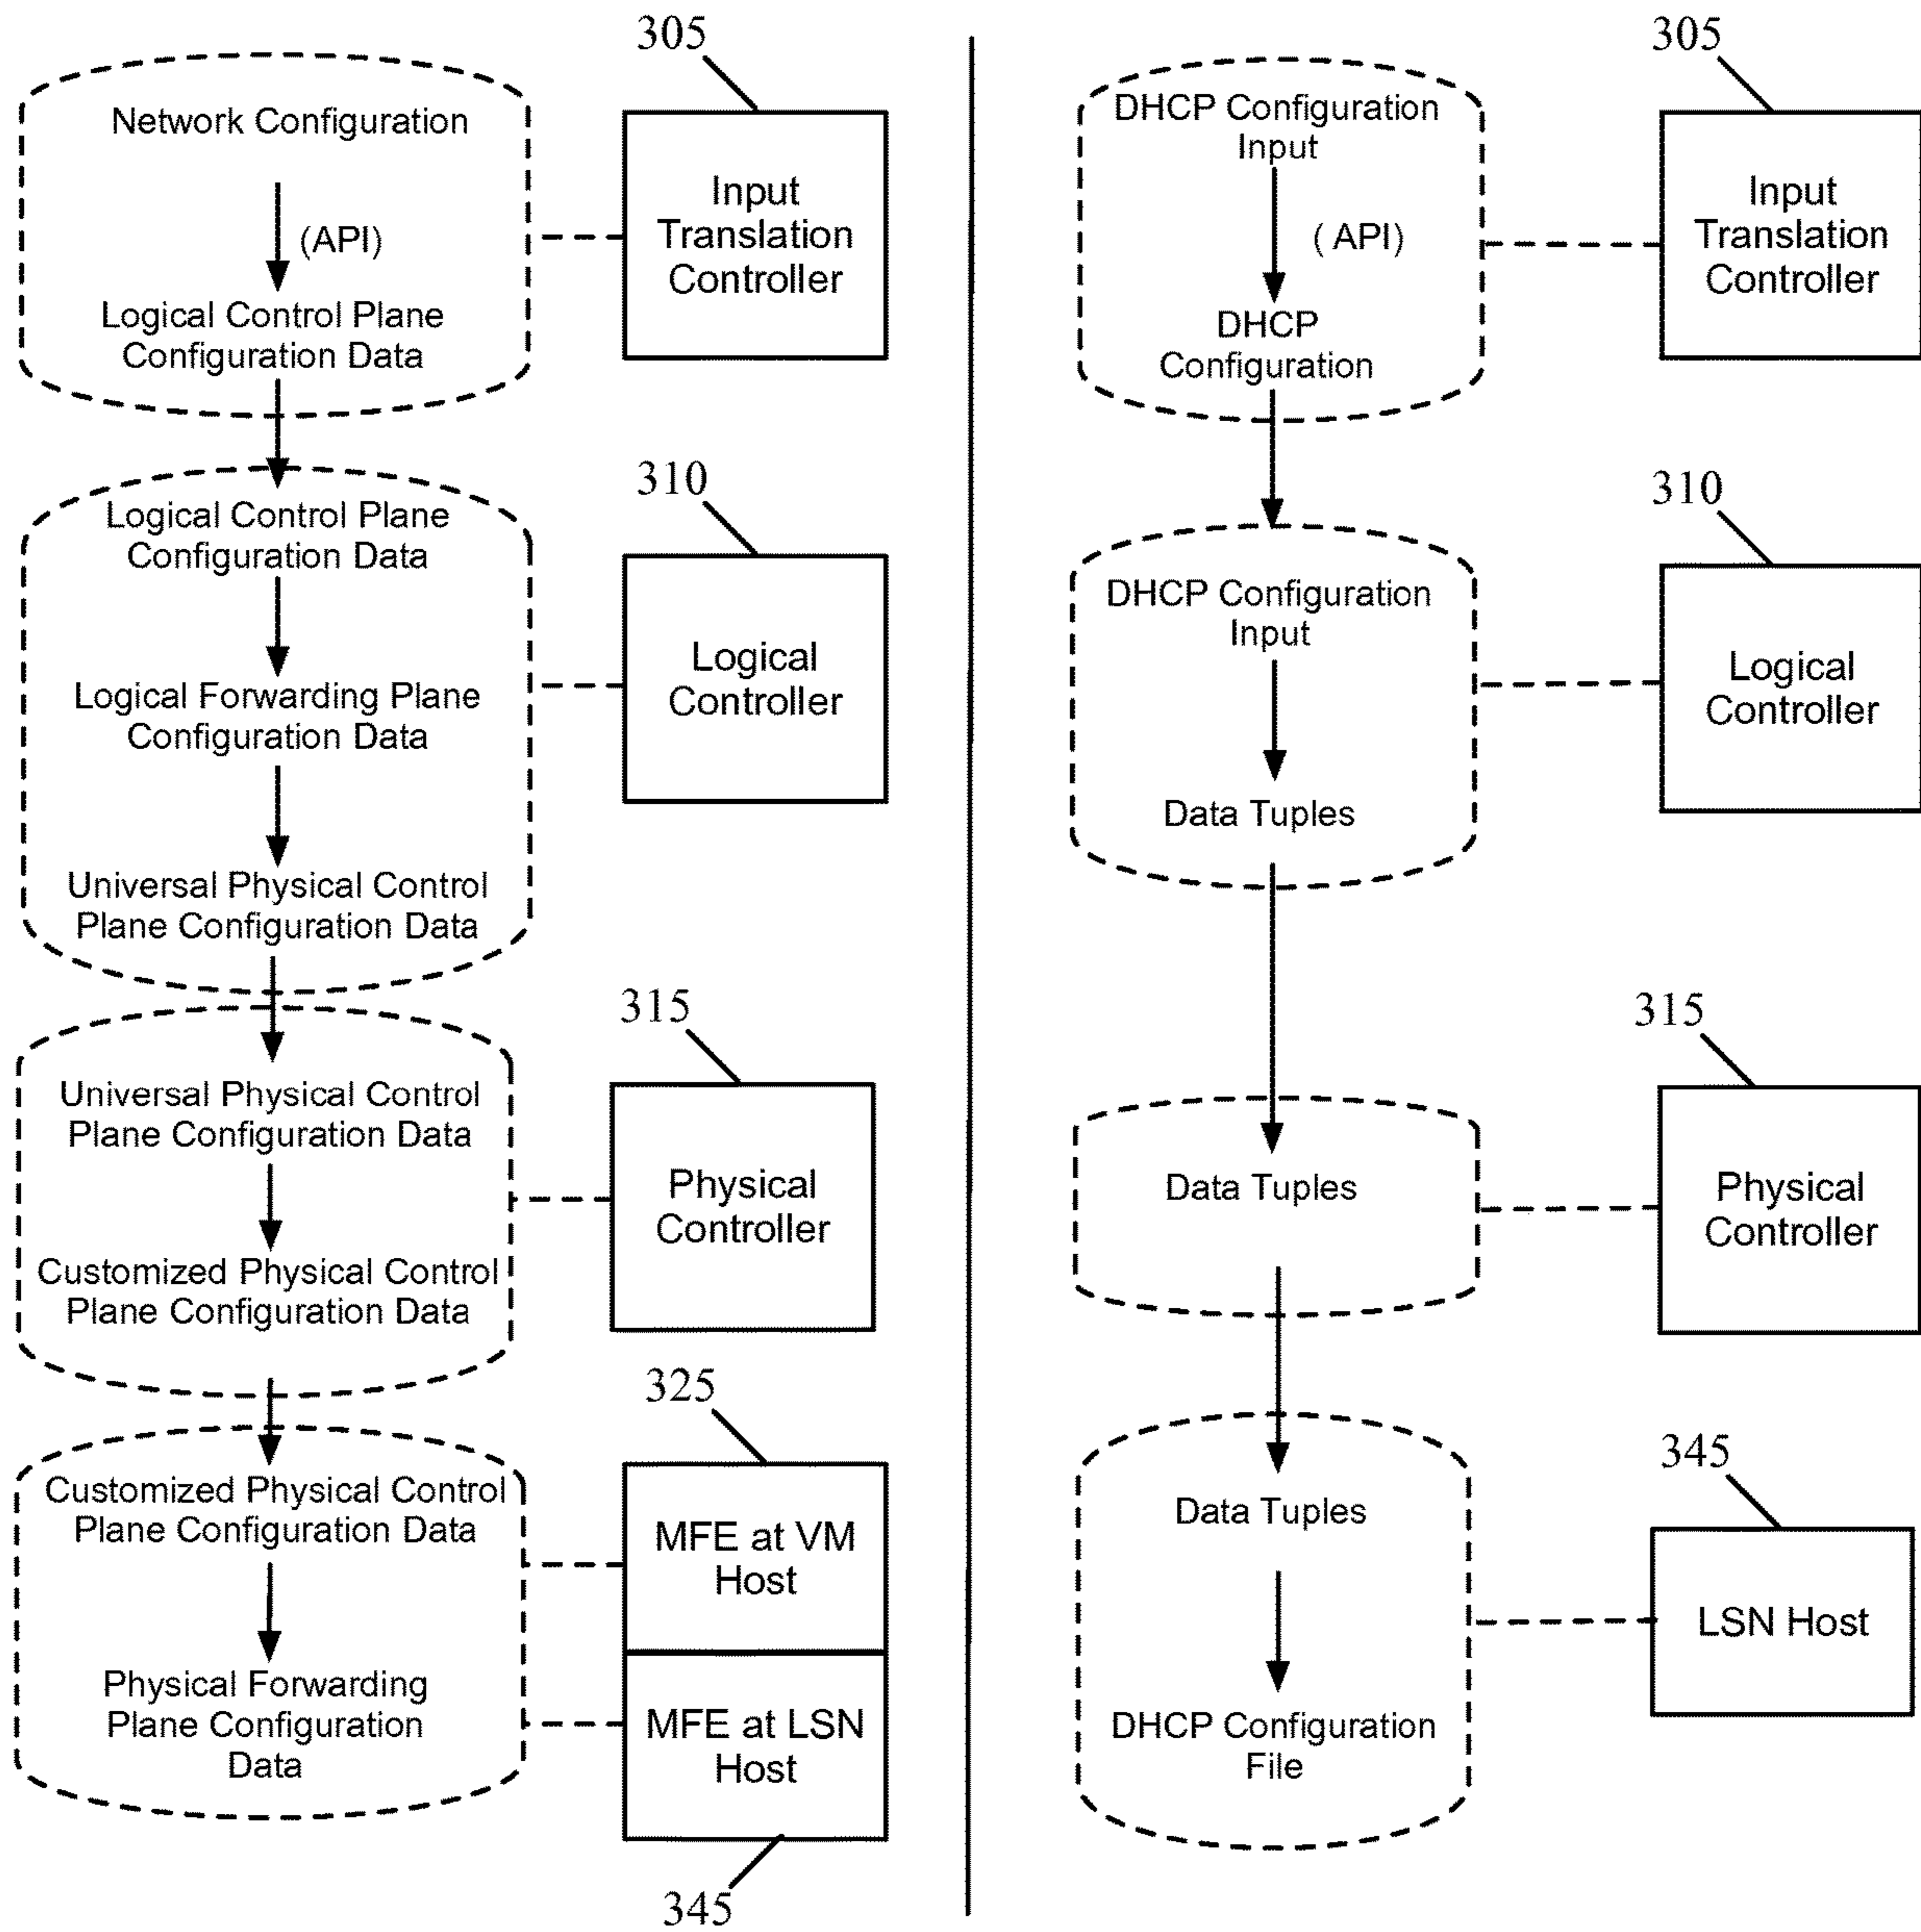 305
Network Configuration
(API)
Logical Control Plane
Configuration Data
Input
Translation
Controller
310
Logical Control Plane
Configuration Data
Logical Forwarding Plane
Configuration Data
Universal Physical Control
Plane Configuration Data
Logical
Controller
315
Universal Physical Control
Plane Configuration Data
Customized Physical Control
Plane Configuration Data
Physical
Controller
325
Customized Physical Control
Plane Configuration Data
Physical Forwarding
Plane Configuration
Data
MFE at VM
Host
MFE at LSN
Host
345
305
DHCP Configuration
Input
( API)
DHCP
Configuration
Input
Translation
Controller
310
DHCP Configuration
Input
Data Tuples
Logical
Controller
315
Data Tuples
Physical
Controller
345
Data Tuples
DHCP Configuration
File
LSN Host